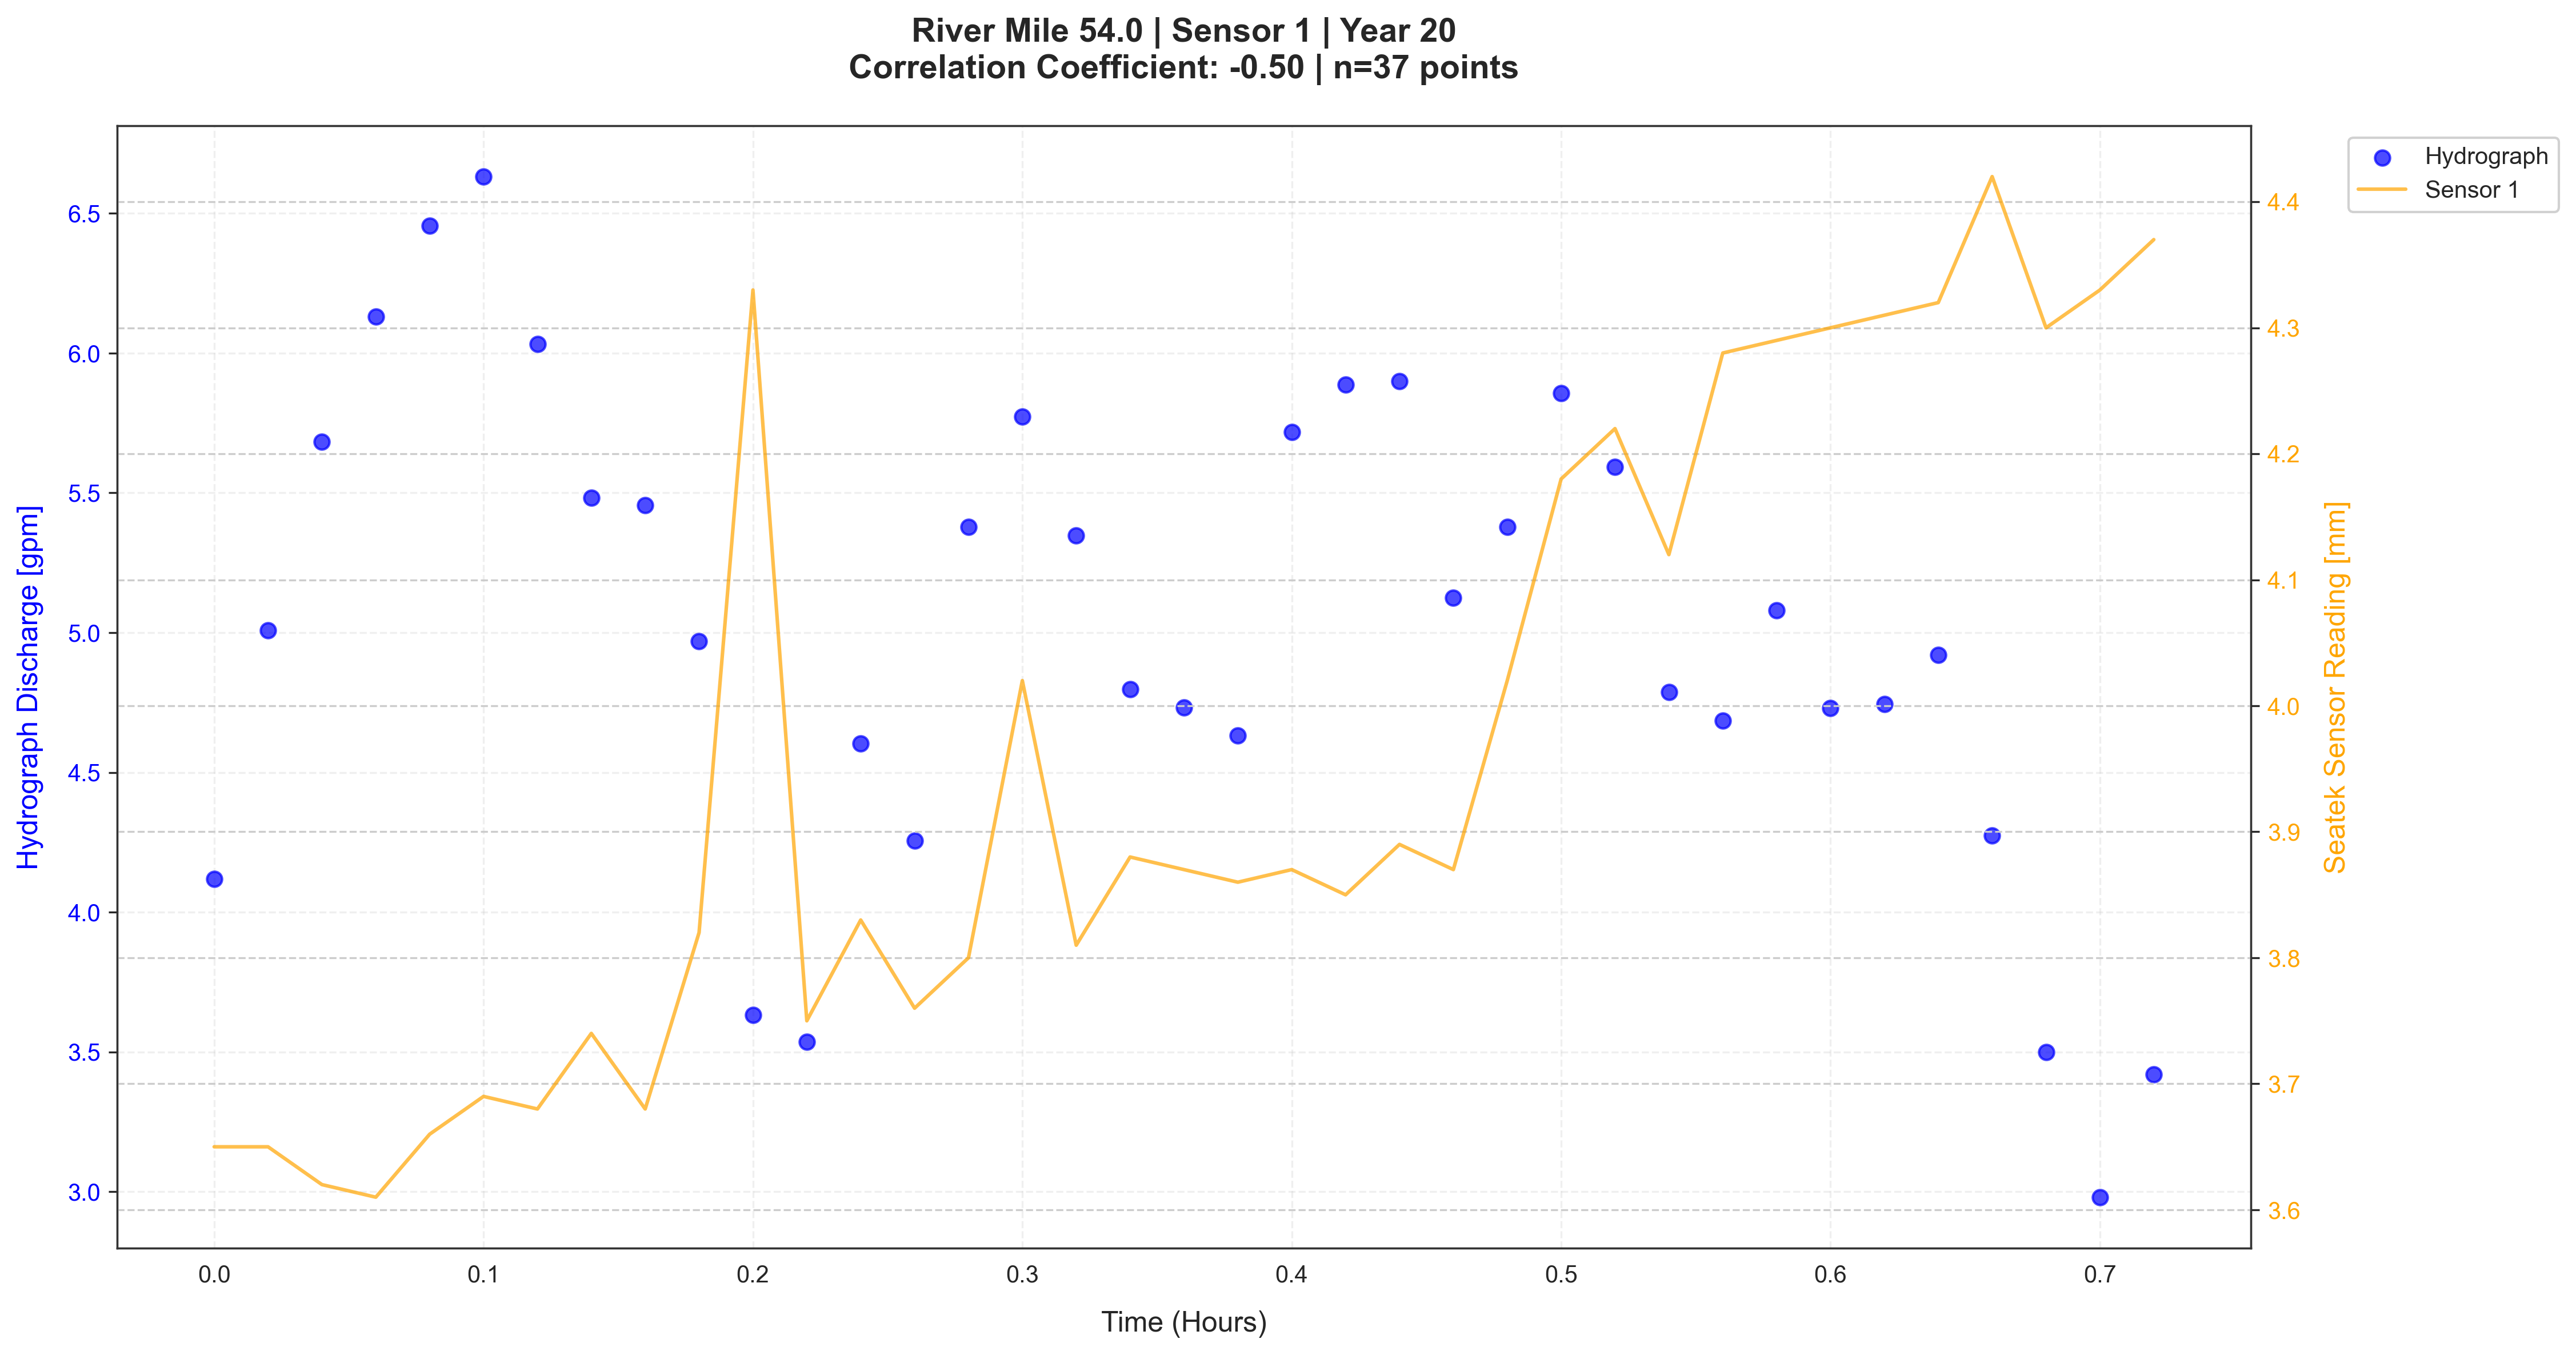 River Mile 54.0 | Sensor 1 | Year 20
Correlation Coefficient: -0.50 | n=37 points
Hydrograph
Sensor 1
Hydrograph Discharge [gpm]
6.5
6.0
5.5
5.0
4.5
4.0
3.5
3.0
4.4
4.3
4.2
4.1
4.0
3.9
3.8
3.7
3.6
Seatek Sensor Reading [mm]
0.0 0.1 0.2 0.3 0.4 0.5 0.6 0.7
Time (Hours)